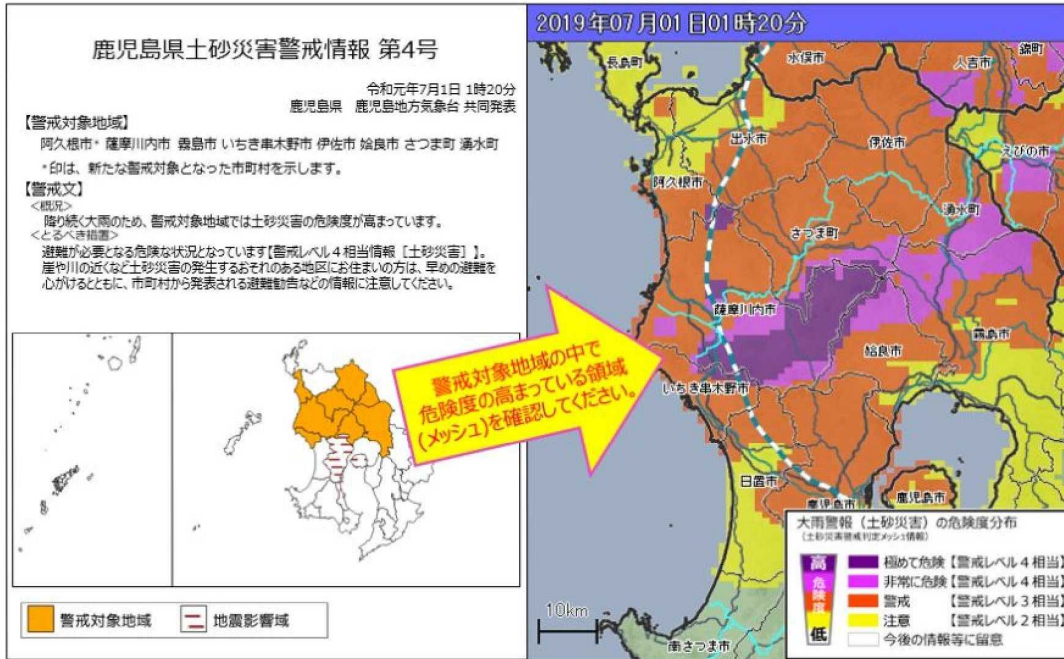 鹿児島県土砂災害警戒情報 第4号
令和元年7月1日 1時20分
鹿児島県 鹿児島地方気象台 共同発表
【警戒対象地域】
阿久根市* 薩摩川内市 霧島市 いちき串木野市 伊佐市 姶良市 さつま町 湧水町
*印は、新たな警戒対象となった市町村を示します。
【警戒文】
<概況>
降り続く大雨のため、警戒対象地域では土砂災害の危険度が高まっています。
<とるべき措置>
避難が必要となる危険な状況となっています【警戒レベル4相当情報［土砂災害］】。
崖や川の近くなど土砂災害の発生するおそれのある地区にお住まいの方は、早めの避難を
心がけるとともに、市町村から発表される避難勧告などの情報に注意してください。
警戒対象地域
地震影響域
警戒対象地域の中で
危険度の高まっている領域
(メッシュ)を確認してください。
2019年07月01日01時20分
長島町
水俣市
人吉市
錦町
出水市
伊佐市
えびの市
阿久根市
湧水町
さつま町
薩摩川内市
霧島市
姶良市
いちき串木野市
日置市
鹿児島市
鹿児島市
南さつま市
10km
大雨警報（土砂災害）の危険度分布
（土砂災害警戒判定メッシュ情報）
高
危険度
低
極めて危険【警戒レベル4相当】
非常に危険【警戒レベル4相当】
警戒 【警戒レベル3相当】
注意 【警戒レベル2相当】
今後の情報等に留意